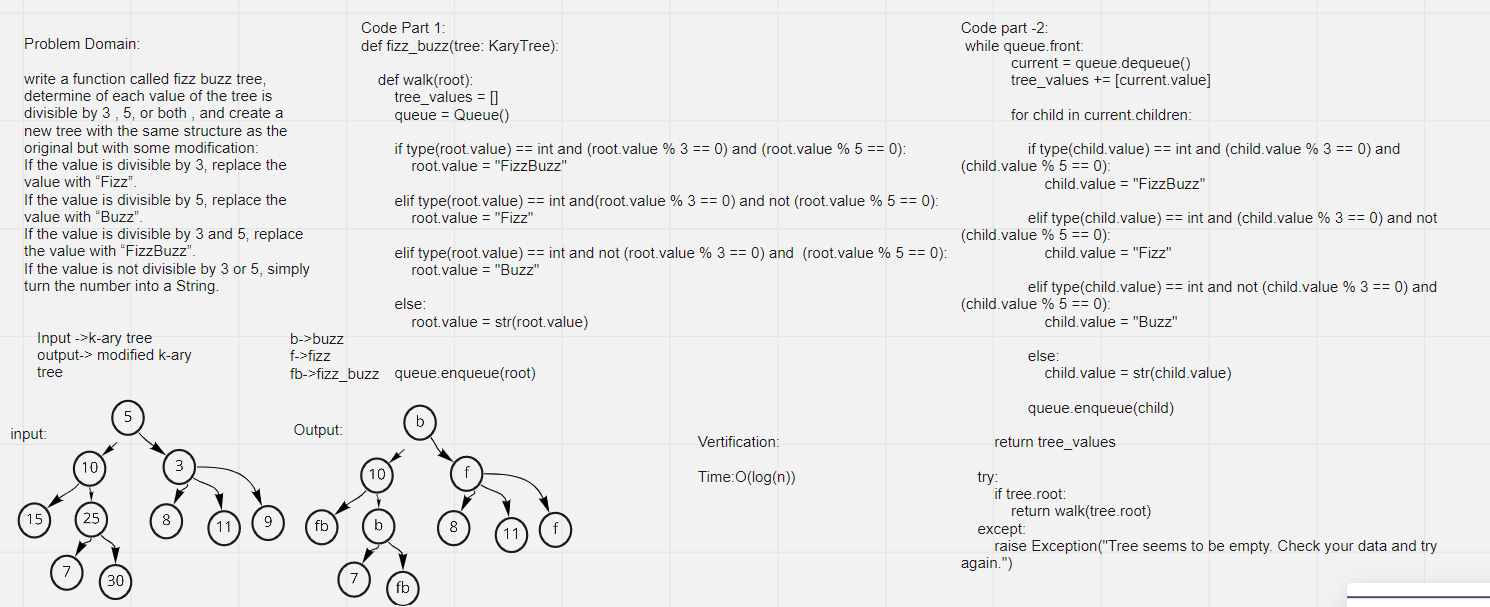 Problem Domain:
write a function called fizz buzz tree,
determine of each value of the tree is
divisible by 3 , 5, or both , and create a
new tree with the same structure as the
original but with some modification:
If the value is divisible by 3, replace the
value with “Fizz”.
If the value is divisible by 5, replace the
value with “Buzz”.
If the value is divisible by 3 and 5, replace
the value with “FizzBuzz”.
If the value is not divisible by 3 or 5, simply
turn the number into a String.
Input ->k-ary tree
output-> modified k-ary
tree
b->buzz
f->fizz
fb->fizz_buzz
input:
5
10
3
15
25
8
11
9
7
30
Output:
b
10
f
fb
b
8
11
f
7
fb
Code Part 1:
def fizz_buzz(tree: KaryTree):
def walk(root):
tree_values = []
queue = Queue()
if type(root.value) == int and (root.value % 3 == 0) and (root.value % 5 == 0):
root.value = "FizzBuzz"
elif type(root.value) == int and(root.value % 3 == 0) and not (root.value % 5 == 0):
root.value = "Fizz"
elif type(root.value) == int and not (root.value % 3 == 0) and  (root.value % 5 == 0):
root.value = "Buzz"
else:
root.value = str(root.value)
queue.enqueue(root)
Vertification:
Time:O(log(n))
Code part -2:
while queue.front:
current = queue.dequeue()
tree_values += [current.value]
for child in current.children:
if type(child.value) == int and (child.value % 3 == 0) and
(child.value % 5 == 0):
child.value = "FizzBuzz"
elif type(child.value) == int and (child.value % 3 == 0) and not
(child.value % 5 == 0):
child.value = "Fizz"
elif type(child.value) == int and not (child.value % 3 == 0) and
(child.value % 5 == 0):
child.value = "Buzz"
else:
child.value = str(child.value)
queue.enqueue(child)
return tree_values
try:
if tree.root:
return walk(tree.root)
except:
raise Exception("Tree seems to be empty. Check your data and try
again.")